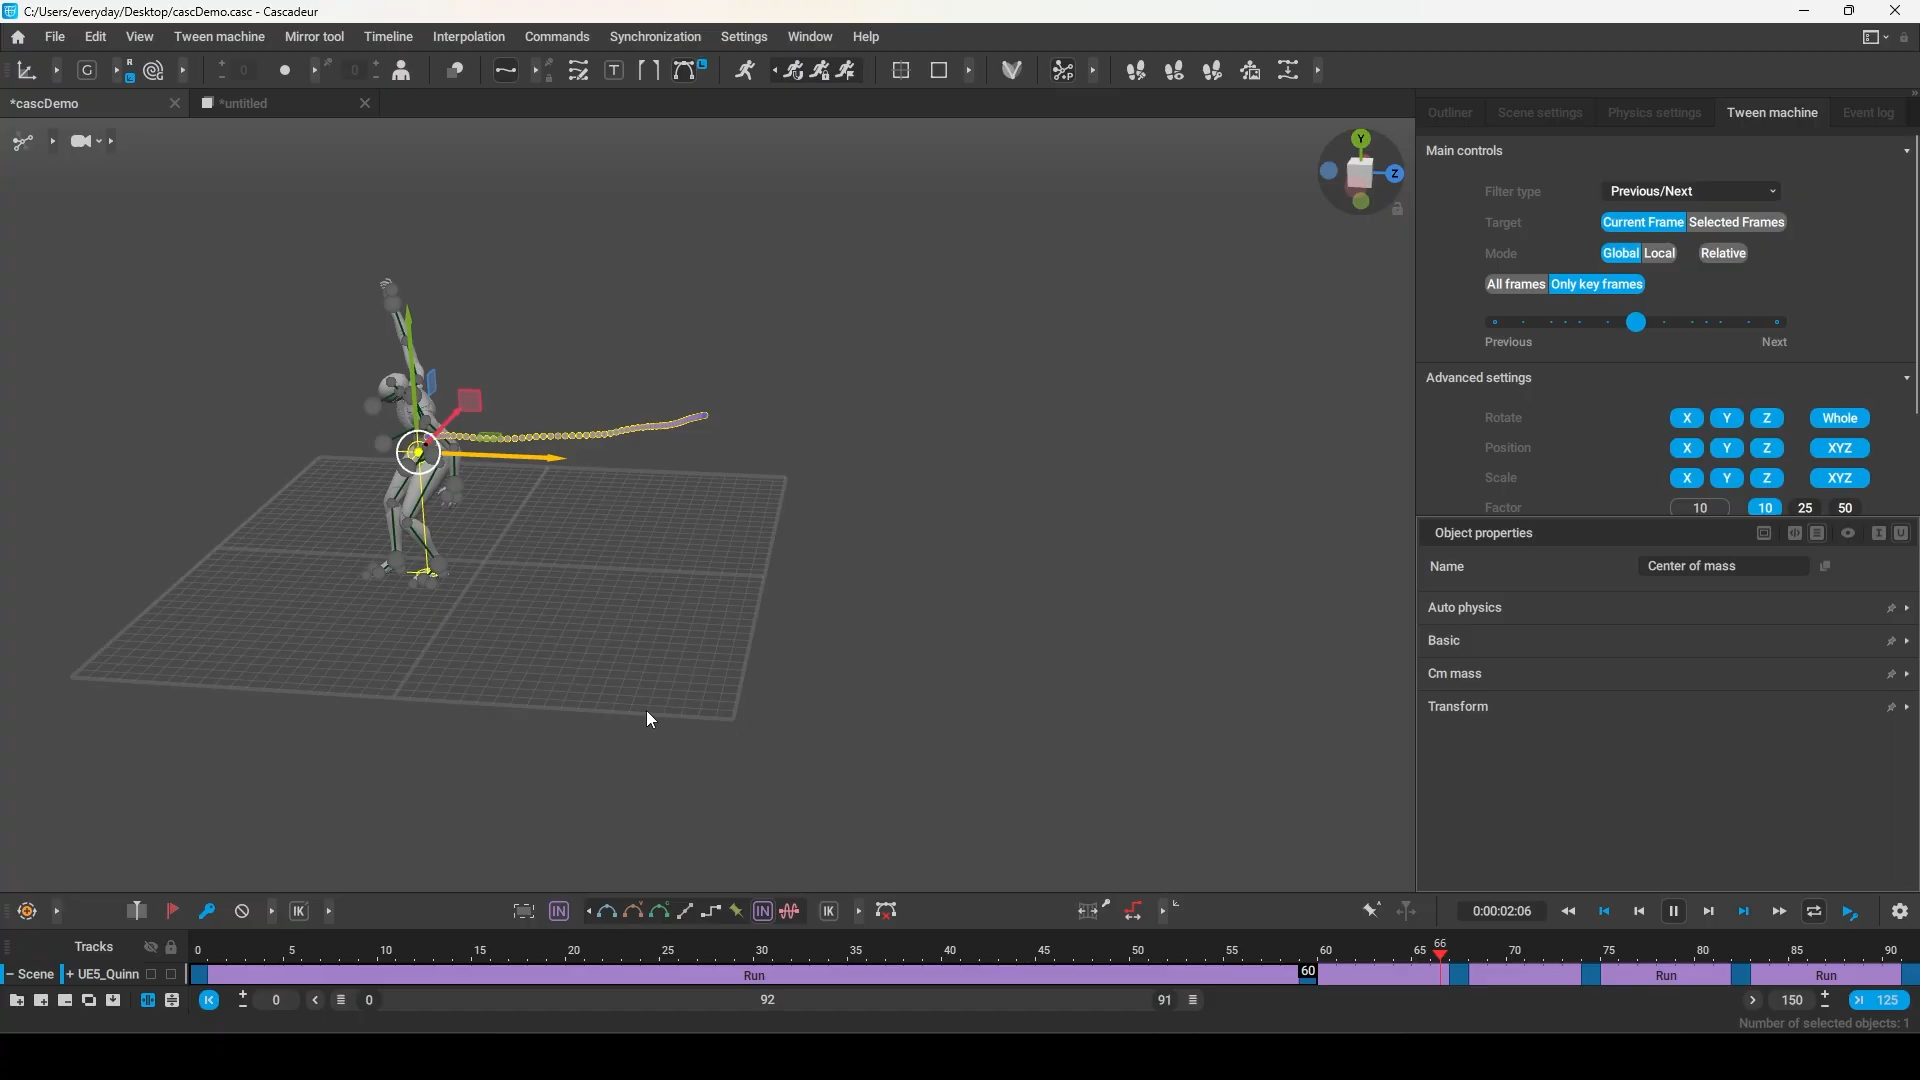 C:/Users/everyday/Desktop/cascDemo.casc - Cascadeur
File Edit View Tween machine Mirror tool Timeline Interpolation Commands Synchronization Settings Window Help
G R L 0 0 T L P
*cascDemo *untitled
Outliner Scene settings Physics settings Tween machine Event log
Y
Z
Main controls
Filter type Previous/Next
Target Current Frame Selected Frames
Mode Global Local Relative
All frames Only key frames
Previous Next
Advanced settings
Rotate X Y Z Whole
Position X Y Z XYZ
Scale X Y Z XYZ
Factor 10 10 25 50
Object properties
Name Center of mass
Auto physics
Basic
Cm mass
Transform
IK IN IN IK 0:00:02:06
Tracks 0 5 10 15 20 25 30 35 40 45 50 55 60 65 66 70 75 80 85 90
Scene + UE5_Quinn Run 60 Run Run
0 0 92 91 150 125
Number of selected objects: 1